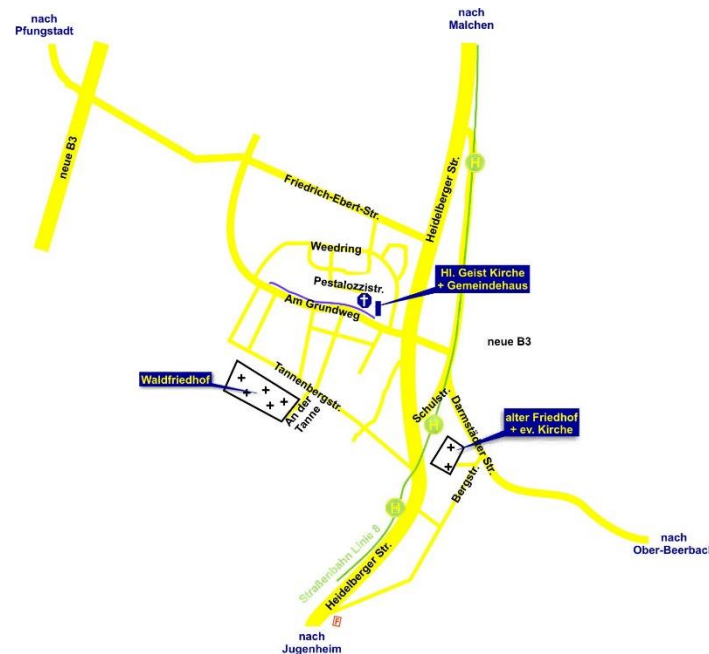 nach
Pfungstadt
nach
Malchen
neue B3
Heidelberger Str.
H
Friedrich-Ebert-Str.
Weedring
Hl. Geist Kirche
+ Gemeindehaus
Pestalozzistr.
Am Grundweg
neue B3
Waldfriedhof
Tannenbergstr.
An der
Tanne
Schulstr.
H
Darmstädter Str.
alter Friedhof
+ ev. Kirche
Bergstr.
H
Straßenbahn Linie 8
Heidelberger Str.
nach
Ober-Beerbach
nach
Jugenheim